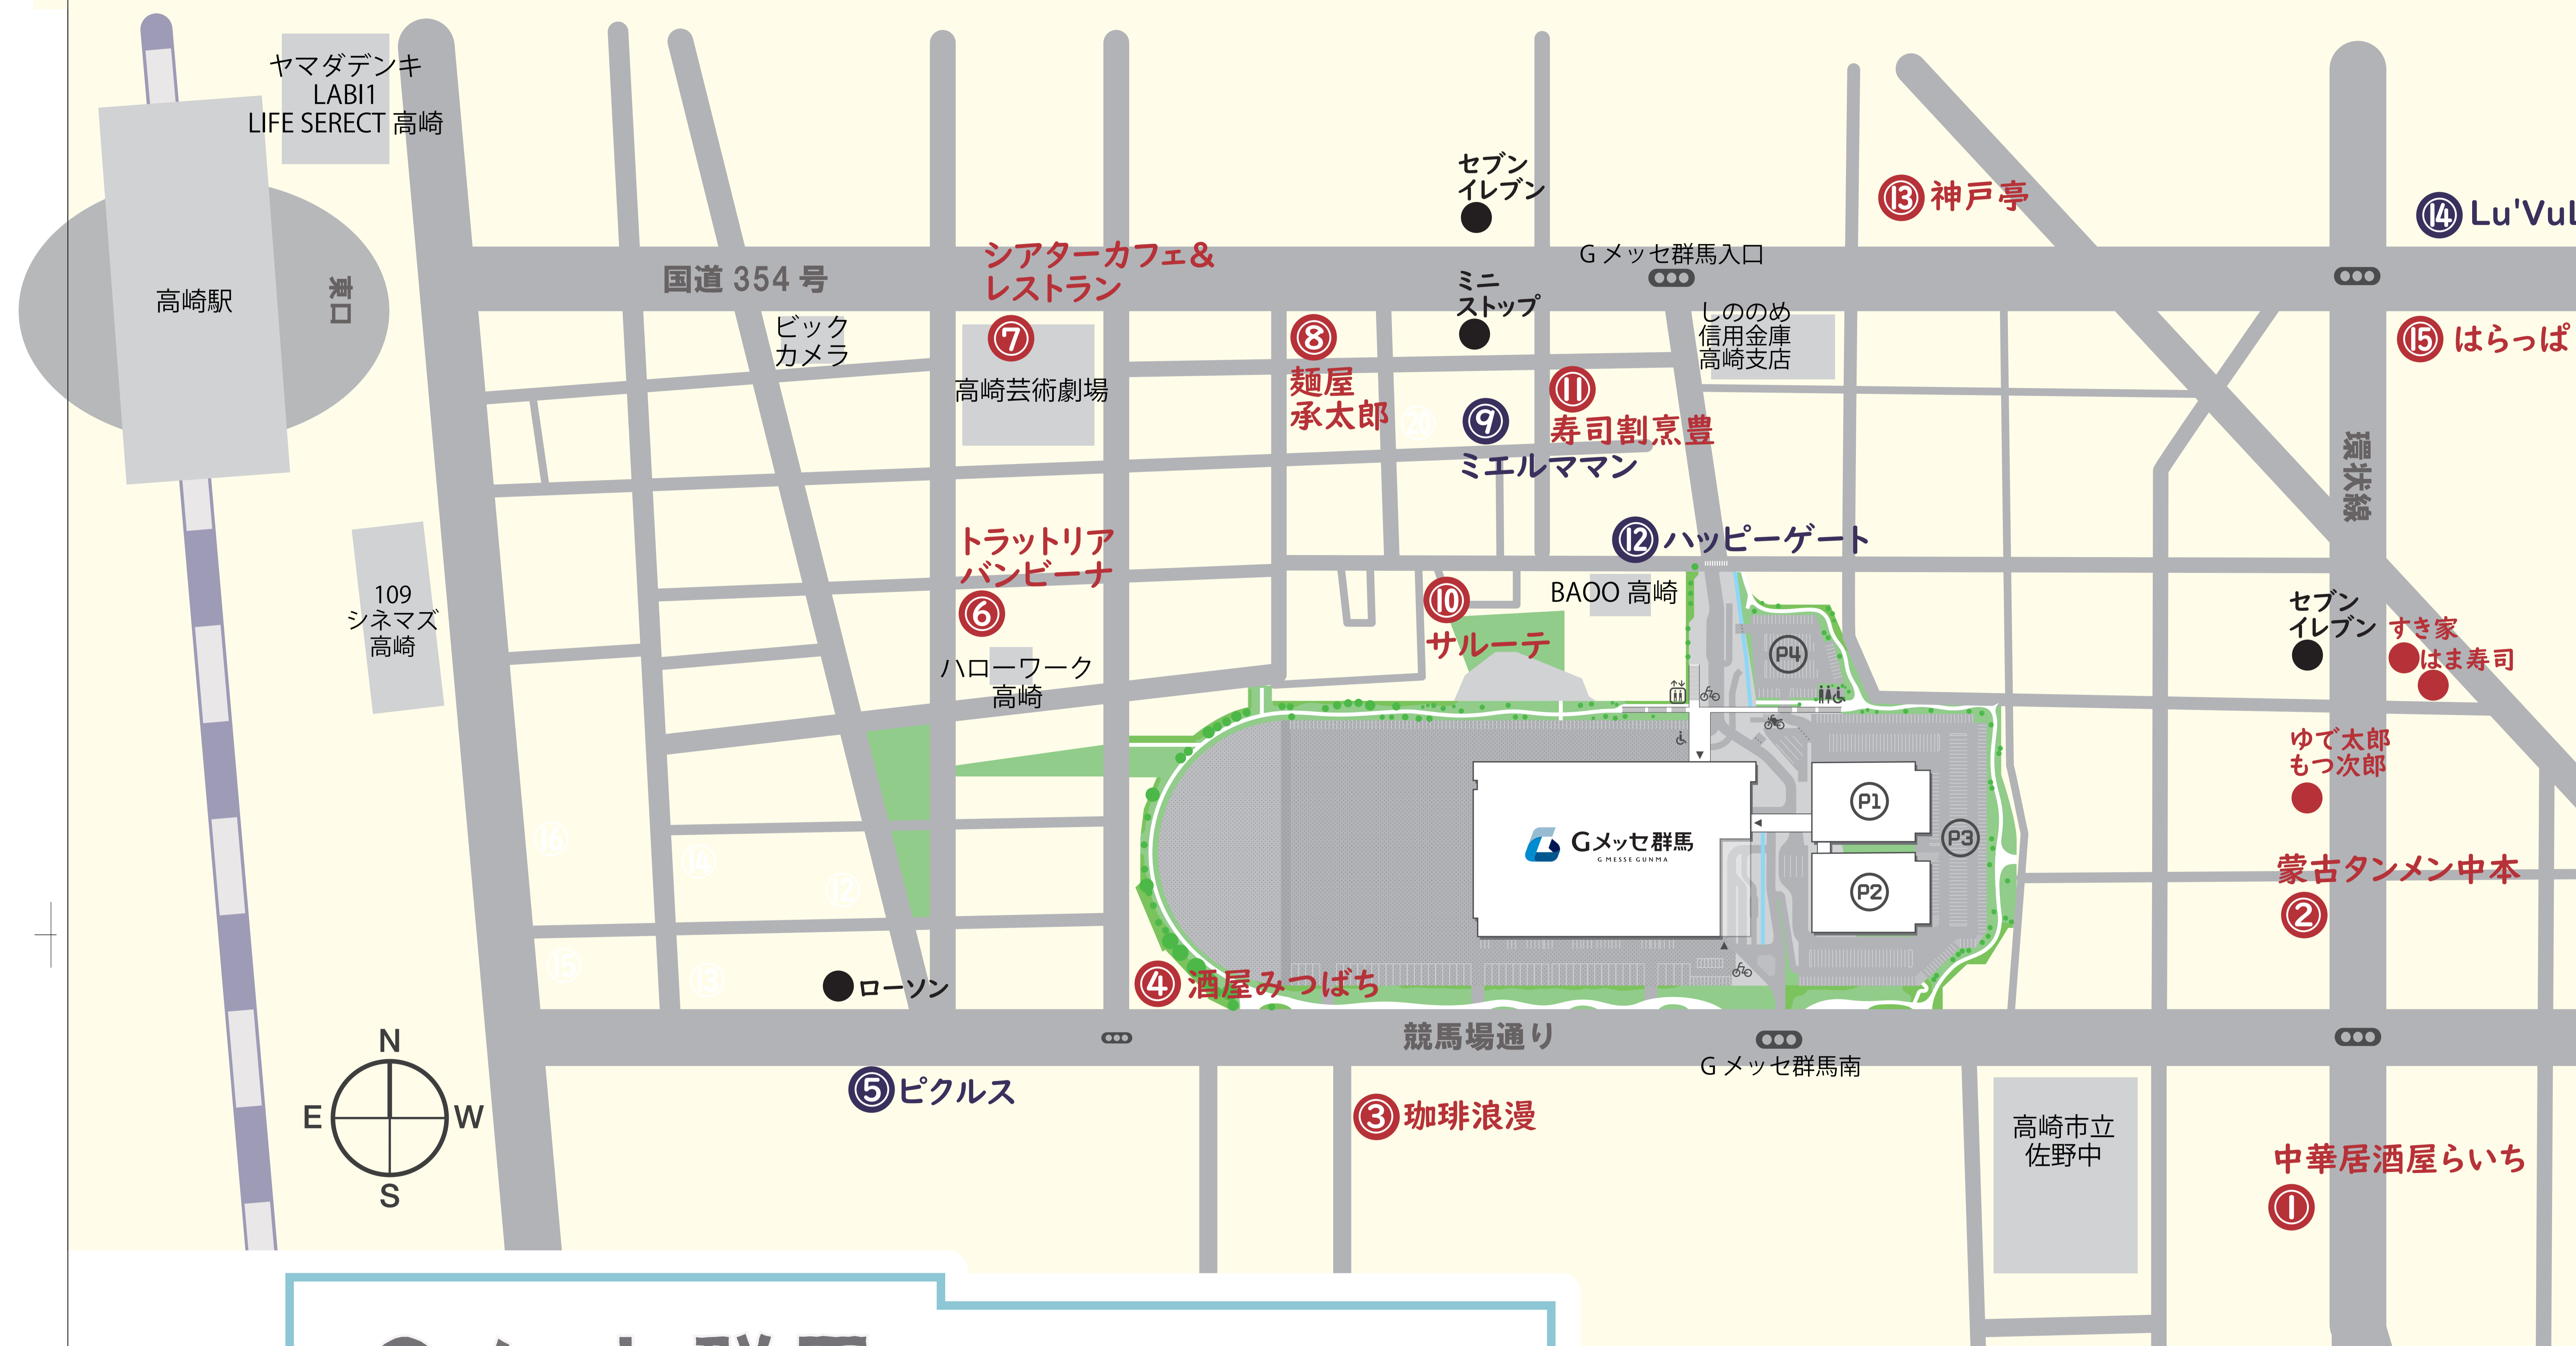 ヤマダデンキ
LABI1
LIFE SERECT 高崎
高崎駅
東口
国道 354 号
シアターカフェ&
レストラン
⑦
高崎芸術劇場
ビック
カメラ
セブン
イレブン
ミニ
ストップ
G メッセ群馬入口
しののめ
信用金庫
高崎支店
⑬ 神戸亭
⑭ Lu'Vu
⑮ はらっぱ
環状線
⑧
麺屋
承太郎
⑳
⑨
ミエルママン
⑪
寿司割烹豊
⑫ ハッピーゲート
BAOO 高崎
⑩
サルーテ
トラットリア
バンビーナ
⑥
ハローワーク
高崎
109
シネマズ
高崎
P4
P1
P3
P2
Gメッセ群馬
G MESSE GUNMA
セブン
イレブン
すき家
はま寿司
ゆで太郎
もつ次郎
蒙古タンメン中本
②
⑯
⑭
⑫
⑮
⑬
ローソン
④ 酒屋みつばち
競馬場通り
G メッセ群馬南
⑤ ピクルス
③ 珈琲浪漫
高崎市立
佐野中
中華居酒屋らいち
①
N
E W
S